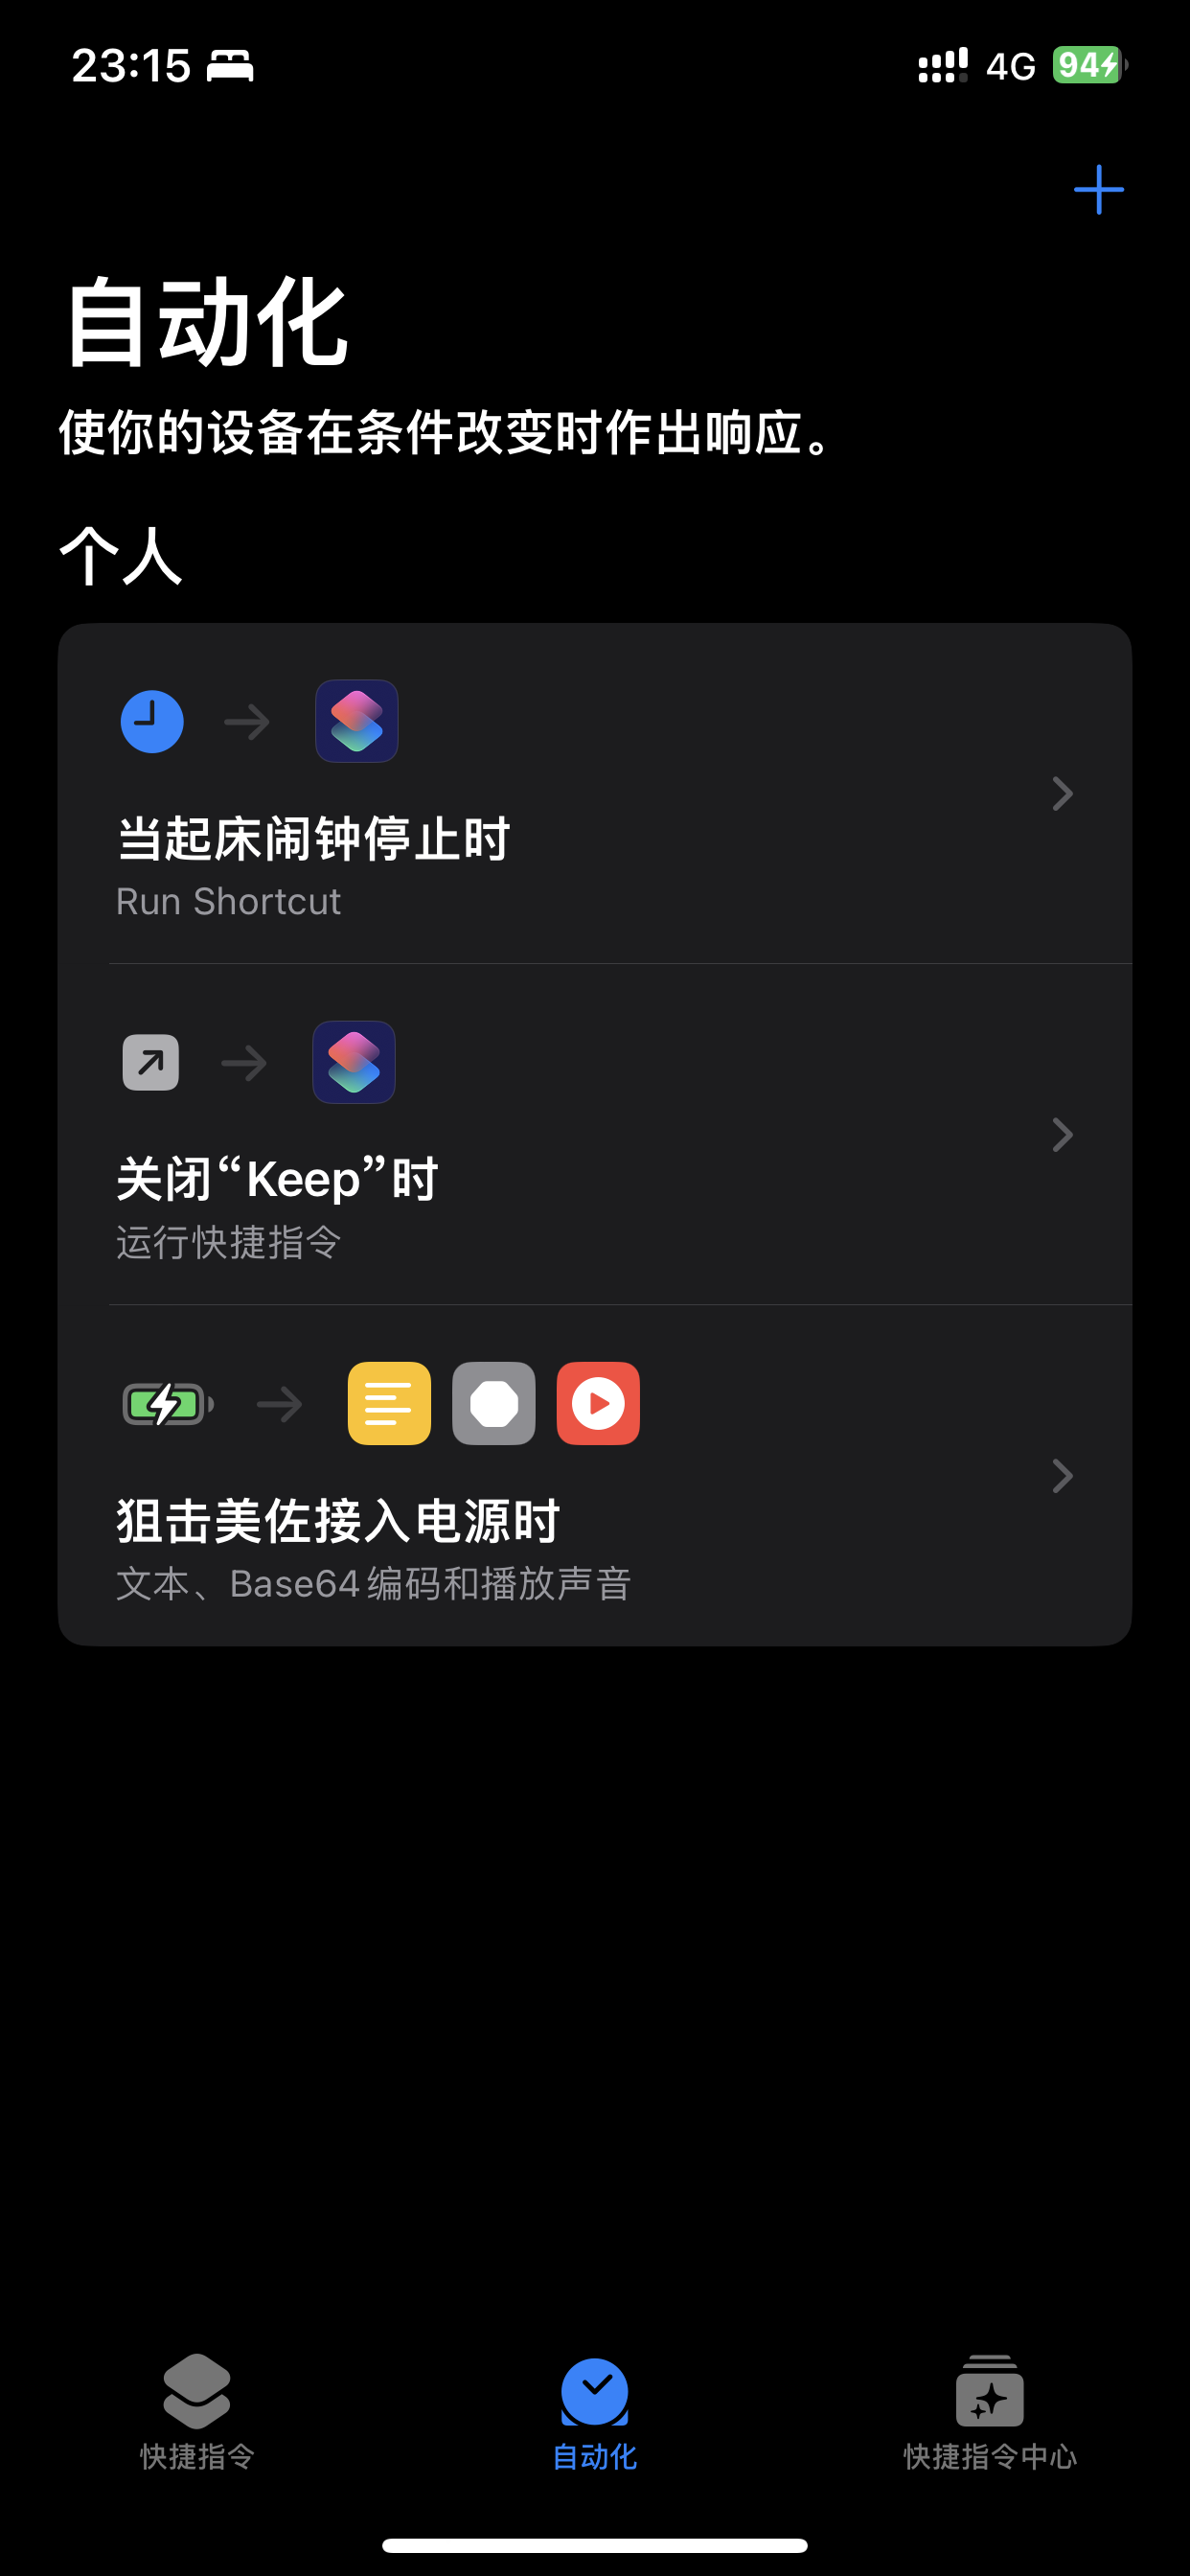 23:15
4G
94
自动化
使你的设备在条件改变时作出响应。
个人
当起床闹钟停止时
Run Shortcut
关闭“Keep”时
运行快捷指令
狙击美佐接入电源时
文本、Base64 编码和播放声音
快捷指令
自动化
快捷指令中心